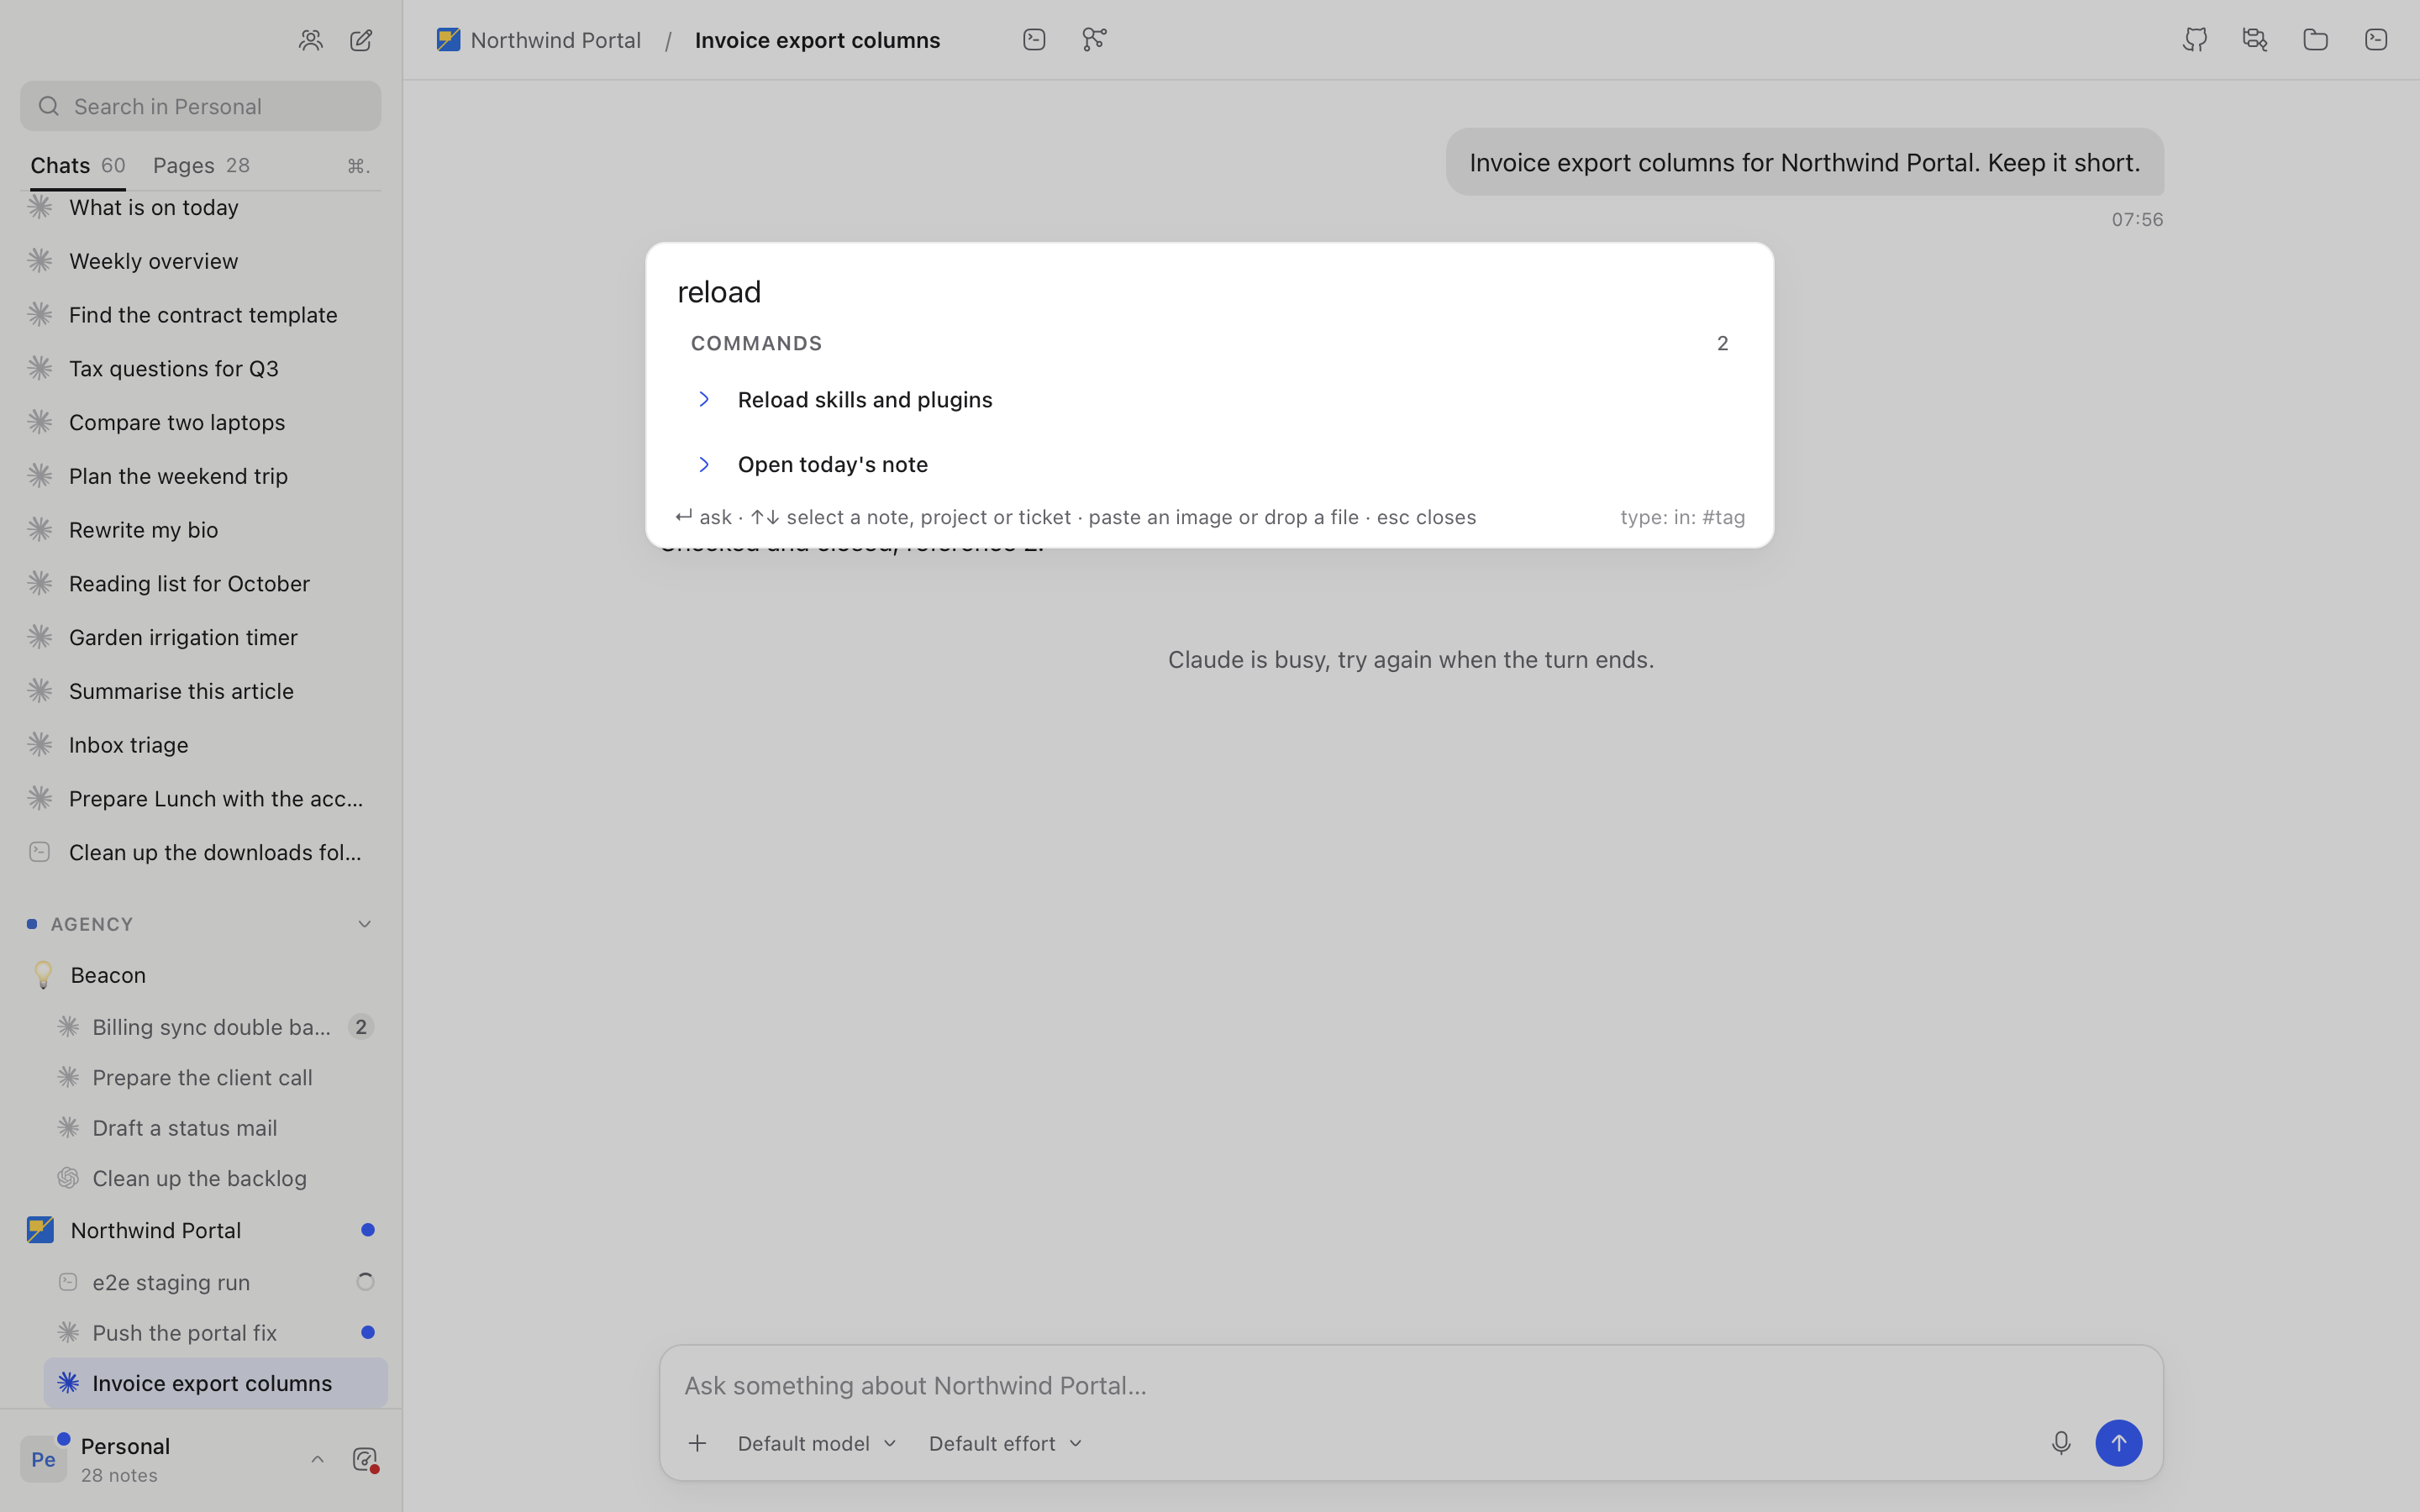 Northwind Portal / Invoice export columns
Search in Personal
Chats 60 Pages 28 ⌘.
What is on today
Weekly overview
Find the contract template
Tax questions for Q3
Compare two laptops
Plan the weekend trip
Rewrite my bio
Reading list for October
Garden irrigation timer
Summarise this article
Inbox triage
Prepare Lunch with the acc...
Clean up the downloads fol...
AGENCY
Beacon
Billing sync double ba... 2
Prepare the client call
Draft a status mail
Clean up the backlog
Northwind Portal
e2e staging run
Push the portal fix
Invoice export columns
Pe
Personal
28 notes
Invoice export columns for Northwind Portal. Keep it short.
07:56
reload
COMMANDS 2
Reload skills and plugins
Open today's note
↵ ask · ↑↓ select a note, project or ticket · paste an image or drop a file · esc closes type: in: #tag
Claude is busy, try again when the turn ends.
Ask something about Northwind Portal...
Default model Default effort